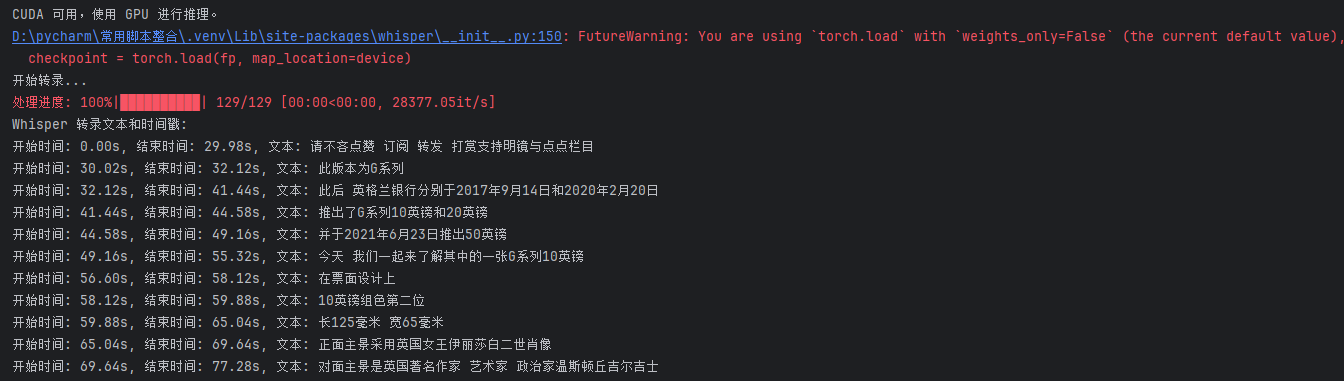 CUDA 可用，使用 GPU 进行推理。
D:\pycharm\常用脚本整合\.venv\Lib\site-packages\whisper\__init__.py:150: FutureWarning: You are using `torch.load` with `weights_only=False` (the current default value),
checkpoint = torch.load(fp, map_location=device)
开始转录...
处理进度: 100%|██████████| 129/129 [00:00<00:00, 28377.05it/s]
Whisper 转录文本和时间戳:
开始时间: 0.00s, 结束时间: 29.98s, 文本: 请不吝点赞 订阅 转发 打赏支持明镜与点点栏目
开始时间: 30.02s, 结束时间: 32.12s, 文本: 此版本为G系列
开始时间: 32.12s, 结束时间: 41.44s, 文本: 此后 英格兰银行分别于2017年9月14日和2020年2月20日
开始时间: 41.44s, 结束时间: 44.58s, 文本: 推出了G系列10英镑和20英镑
开始时间: 44.58s, 结束时间: 49.16s, 文本: 并于2021年6月23日推出50英镑
开始时间: 49.16s, 结束时间: 55.32s, 文本: 今天 我们一起来了解其中的一张G系列10英镑
开始时间: 56.60s, 结束时间: 58.12s, 文本: 在票面设计上
开始时间: 58.12s, 结束时间: 59.88s, 文本: 10英镑组色第二位
开始时间: 59.88s, 结束时间: 65.04s, 文本: 长125毫米 宽65毫米
开始时间: 65.04s, 结束时间: 69.64s, 文本: 正面主景采用英国女王伊丽莎白二世肖像
开始时间: 69.64s, 结束时间: 77.28s, 文本: 对面主景是英国著名作家 艺术家 政治家温斯顿丘吉尔吉士